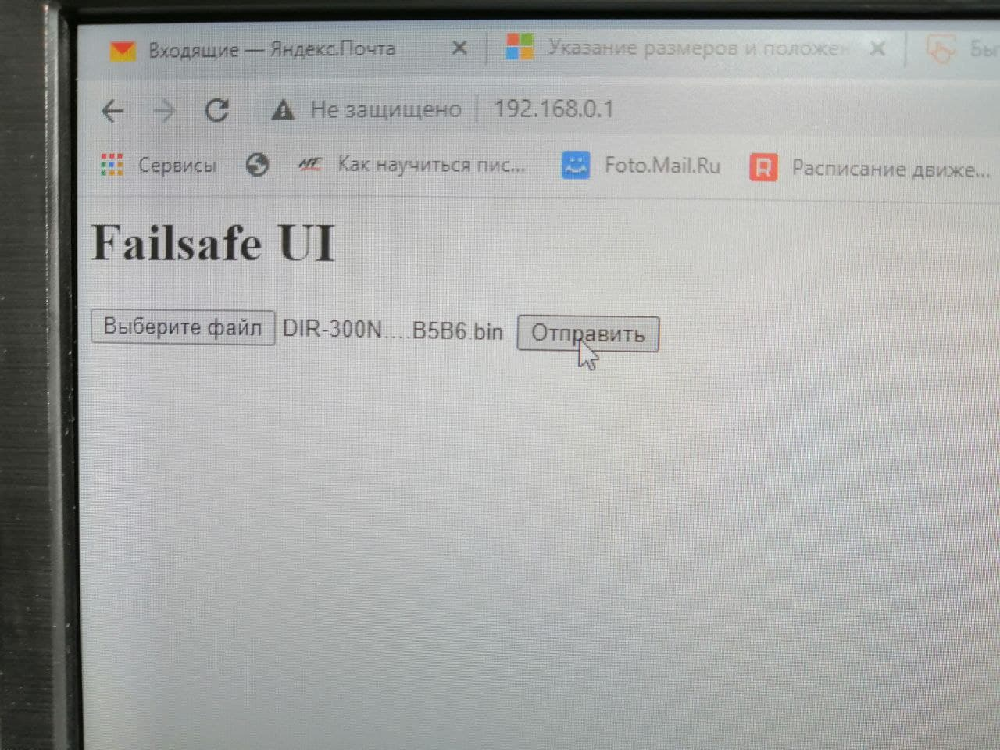 Входящие — Яндекс.Почта
Указание размеров и положен
Не защищено 192.168.0.1
Сервисы Как научиться пис... Foto.Mail.Ru Расписание движе...
Failsafe UI
Выберите файл DIR-300N....B5B6.bin Отправить